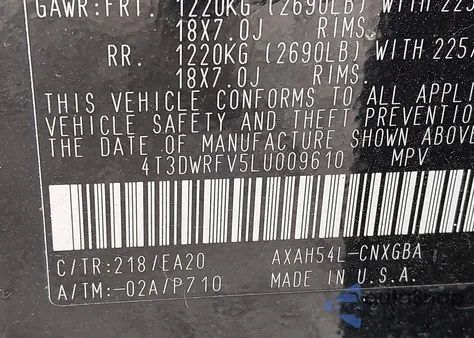 GAWR:FRT. 1220KG (2690LB) WITH
18X7.0J RIMS.
RR. 1220KG (2690LB) WITH 225/
18X7.0J RIMS.
THIS VEHICLE CONFORMS TO ALL APPLI
VEHICLE SAFETY AND THEFT PREVENTION
THE DATE OF MANUFACTURE SHOWN ABOVE
4T3DWRFV5LU009610 MPV
C/TR:218/EA20 AXAH54L-CNXGBA
A/TM:-02A/P710 MADE IN U.S.A.